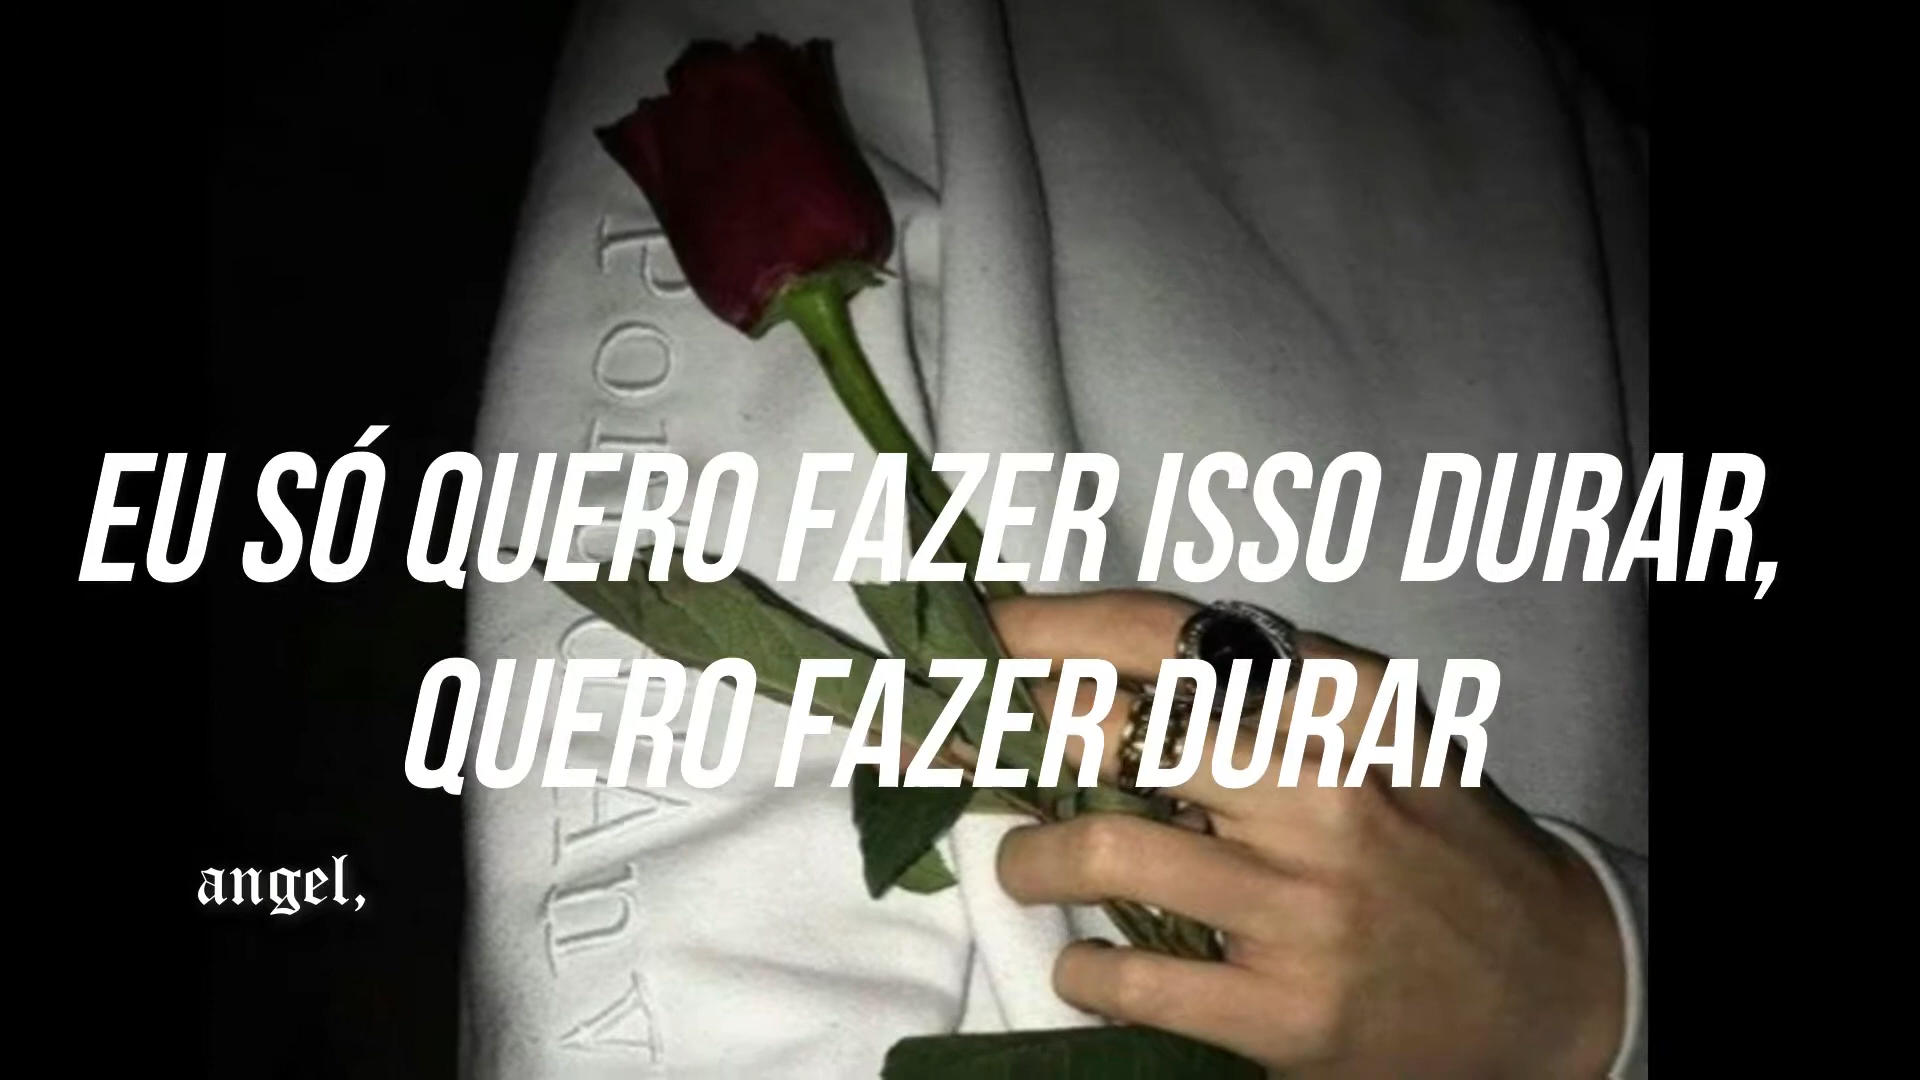 EU SÓ QUERO FAZER ISSO DURAR,
QUERO FAZER DURAR
angel,